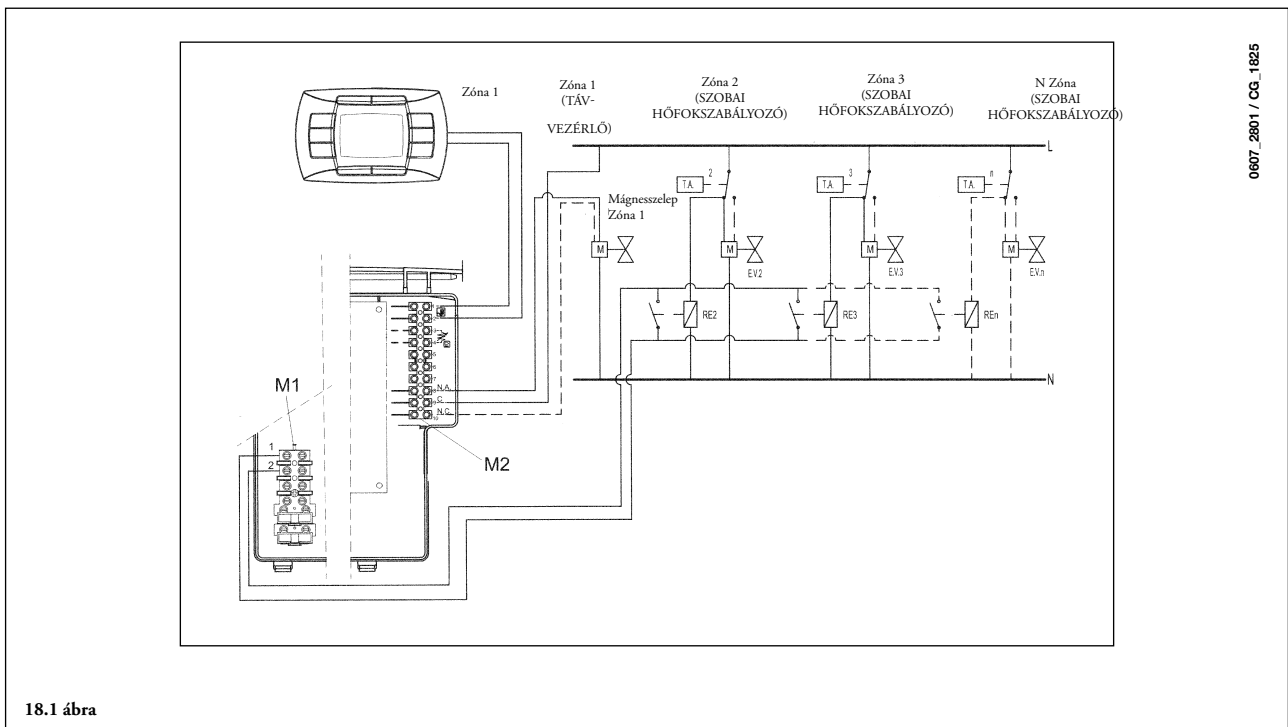 0607_2801 / CG_1825
Zóna 1
Zóna 1
(TÁV-
VEZÉRLŐ)
Zóna 2
(SZOBAI
HŐFOKSZABÁLYOZÓ)
Zóna 3
(SZOBAI
HŐFOKSZABÁLYOZÓ)
N Zóna
(SZOBAI
HŐFOKSZABÁLYOZÓ)
L
2
T.A.
3
T.A.
n
T.A.
Mágnesszelep
Zóna 1
M
M
E.V.2
M
E.V.3
M
E.V.n
RE2
RE3
REn
N
N.A.
C
N.C.
10
M1
1
2
M2
18.1 ábra